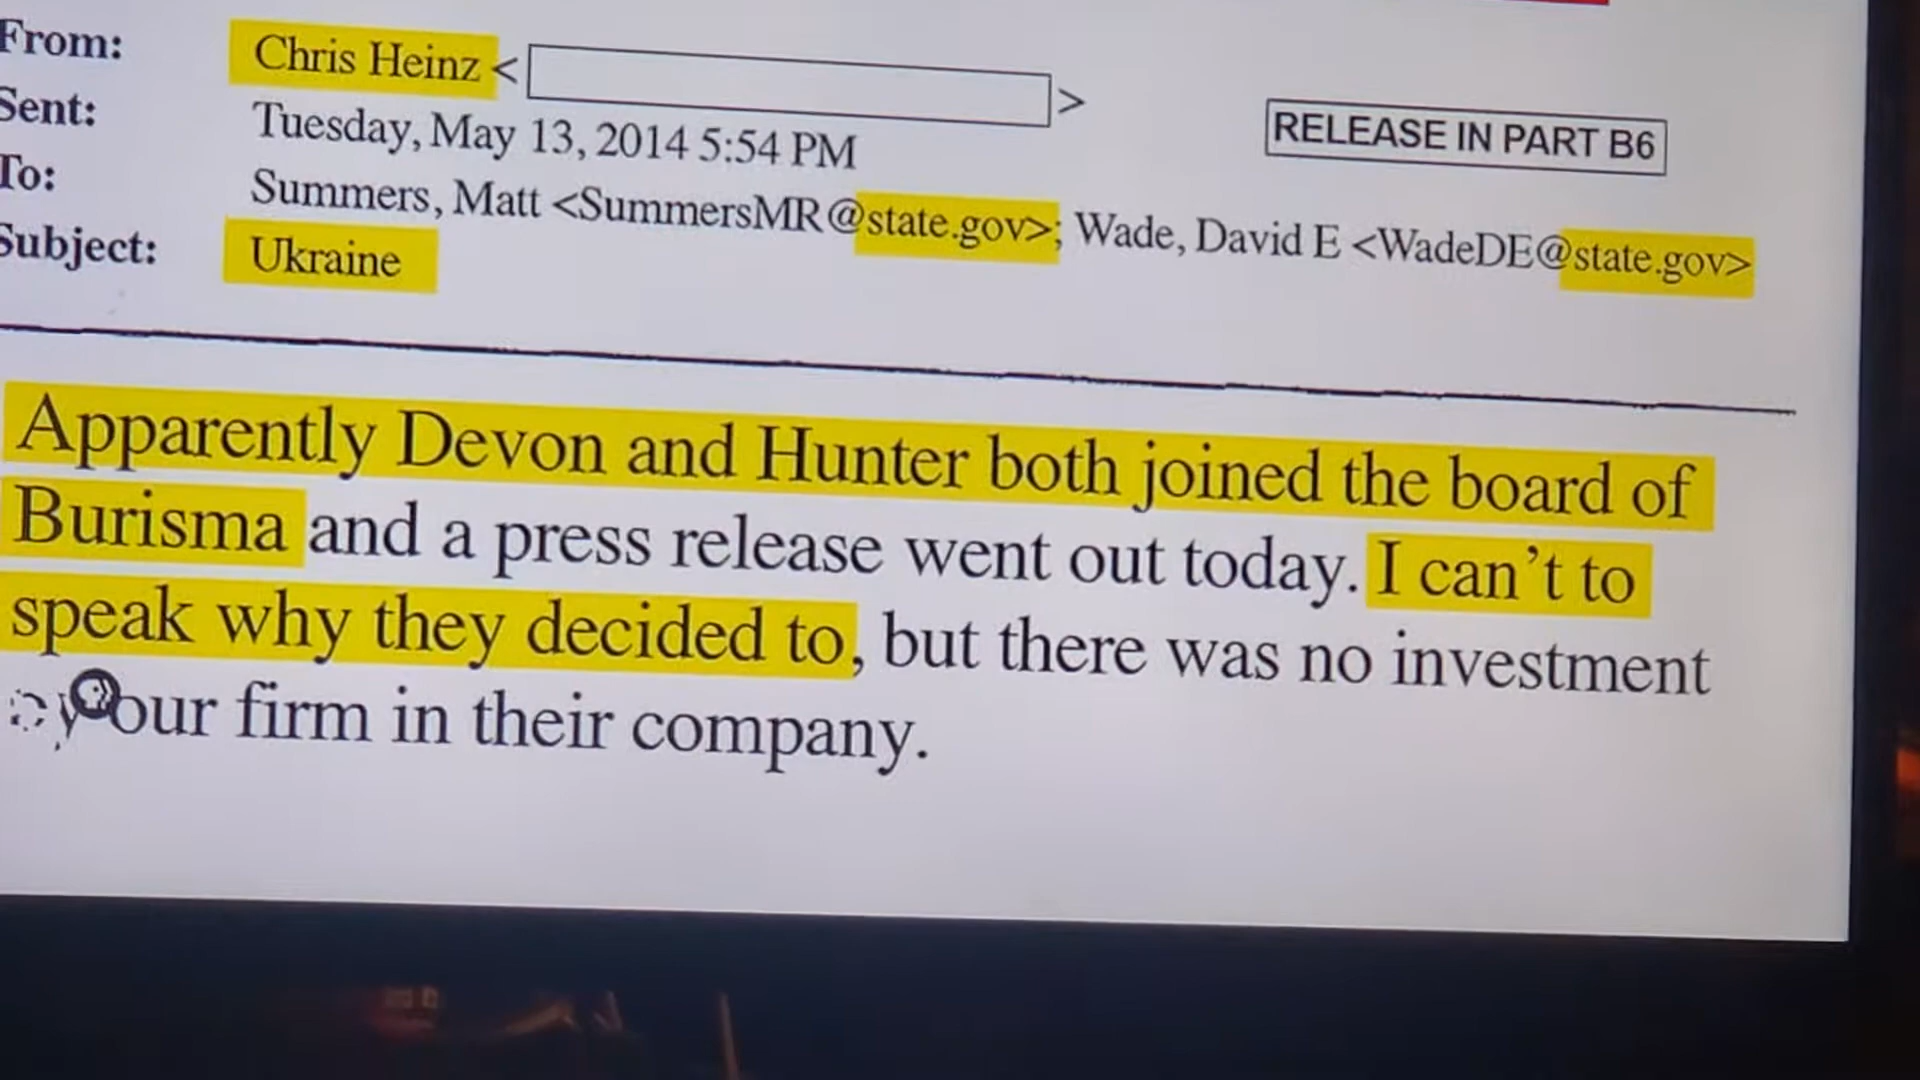 From: Chris Heinz < >
Sent: Tuesday, May 13, 2014 5:54 PM
RELEASE IN PART B6
To: Summers, Matt <SummersMR@state.gov>; Wade, David E <WadeDE@state.gov>
Subject: Ukraine
Apparently Devon and Hunter both joined the board of
Burisma and a press release went out today. I can't to
speak why they decided to, but there was no investment
by our firm in their company.